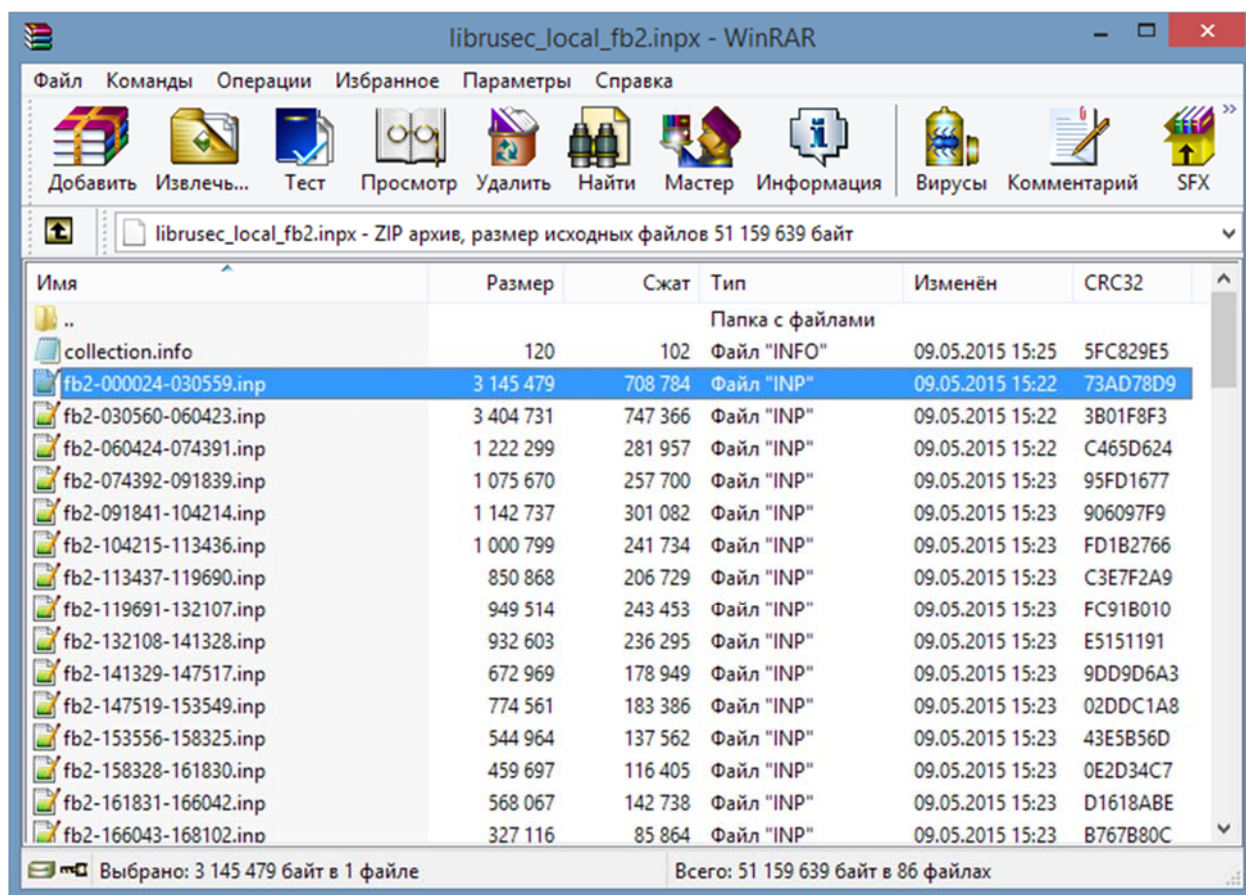 librusec_local_fb2.inpx - WinRAR
Файл Команды Операции Избранное Параметры Справка
Добавить Извлечь... Тест Просмотр Удалить Найти Мастер Информация Вирусы Комментарий SFX
librusec_local_fb2.inpx - ZIP архив, размер исходных файлов 51 159 639 байт
Имя Размер Сжат Тип Изменён CRC32
.. Папка с файлами
collection.info 120 102 Файл "INFO" 09.05.2015 15:25 5FC829E5
fb2-000024-030559.inp 3 145 479 708 784 Файл "INP" 09.05.2015 15:22 73AD78D9
fb2-030560-060423.inp 3 404 731 747 366 Файл "INP" 09.05.2015 15:22 3B01F8F3
fb2-060424-074391.inp 1 222 299 281 957 Файл "INP" 09.05.2015 15:22 C465D624
fb2-074392-091839.inp 1 075 670 257 700 Файл "INP" 09.05.2015 15:23 95FD1677
fb2-091841-104214.inp 1 142 737 301 082 Файл "INP" 09.05.2015 15:23 906097F9
fb2-104215-113436.inp 1 000 799 241 734 Файл "INP" 09.05.2015 15:23 FD1B2766
fb2-113437-119690.inp 850 868 206 729 Файл "INP" 09.05.2015 15:23 C3E7F2A9
fb2-119691-132107.inp 949 514 243 453 Файл "INP" 09.05.2015 15:23 FC91B010
fb2-132108-141328.inp 932 603 236 295 Файл "INP" 09.05.2015 15:23 E5151191
fb2-141329-147517.inp 672 969 178 949 Файл "INP" 09.05.2015 15:23 9DD9D6A3
fb2-147519-153549.inp 774 561 183 386 Файл "INP" 09.05.2015 15:23 02DDC1A8
fb2-153556-158325.inp 544 964 137 562 Файл "INP" 09.05.2015 15:23 43E5B56D
fb2-158328-161830.inp 459 697 116 405 Файл "INP" 09.05.2015 15:23 0E2D34C7
fb2-161831-166042.inp 568 067 142 738 Файл "INP" 09.05.2015 15:23 D1618ABE
fb2-166043-168102.inp 327 116 85 864 Файл "INP" 09.05.2015 15:23 B767B80C
Выбрано: 3 145 479 байт в 1 файле Всего: 51 159 639 байт в 86 файлах